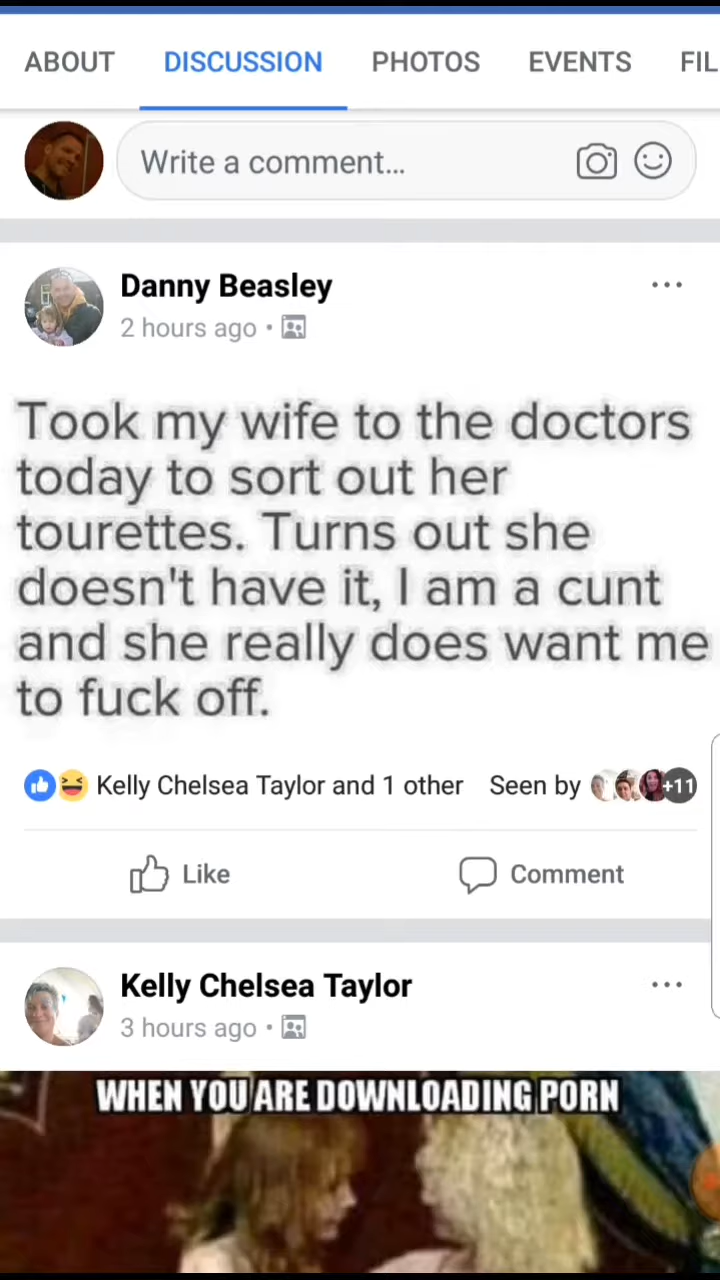 ABOUT DISCUSSION PHOTOS EVENTS FIL
Write a comment...
Danny Beasley
2 hours ago •
Took my wife to the doctors
today to sort out her
tourettes. Turns out she
doesn't have it, I am a cunt
and she really does want me
to fuck off.
Kelly Chelsea Taylor and 1 other Seen by +11
Like Comment
Kelly Chelsea Taylor
3 hours ago •
WHEN YOU ARE DOWNLOADING PORN